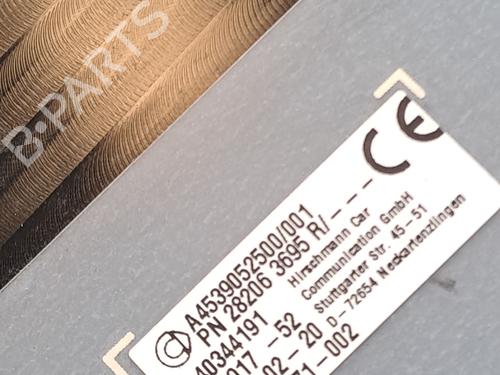 B-PARTS
CE
A4539052500/001
PN 28206 3695 R/---
Hirschmann Car
Communication GmbH
Stuttgarter Str. 45-51
D-72654 Neckartenzlingen
40344191
017 -52
02-20
71-002